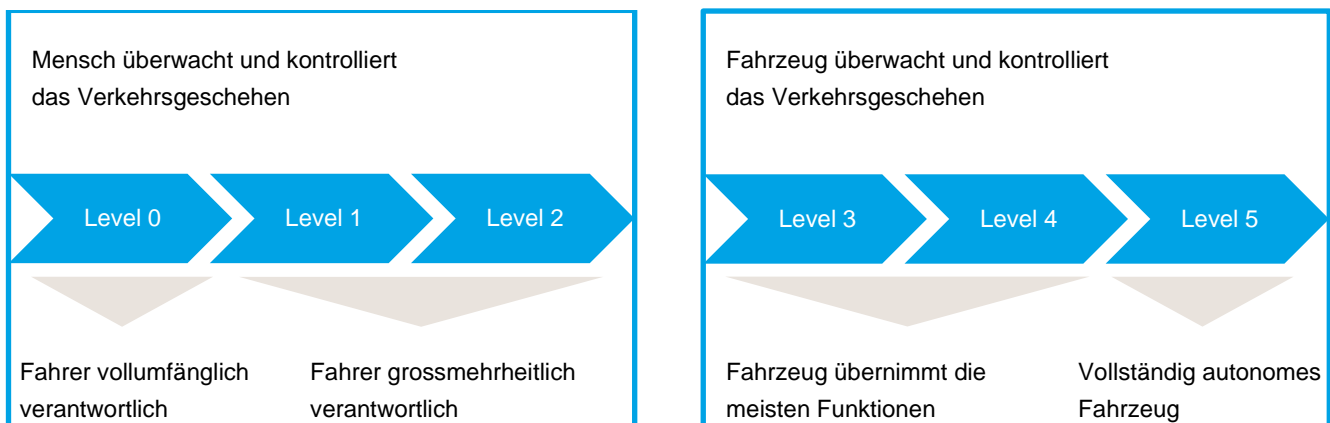 Mensch überwacht und kontrolliert
das Verkehrsgeschehen
Level 0
Level 1
Level 2
Fahrer vollumfänglich
verantwortlich
Fahrer grossmehrheitlich
verantwortlich
Fahrzeug überwacht und kontrolliert
das Verkehrsgeschehen
Level 3
Level 4
Level 5
Fahrzeug übernimmt die
meisten Funktionen
Vollständig autonomes
Fahrzeug